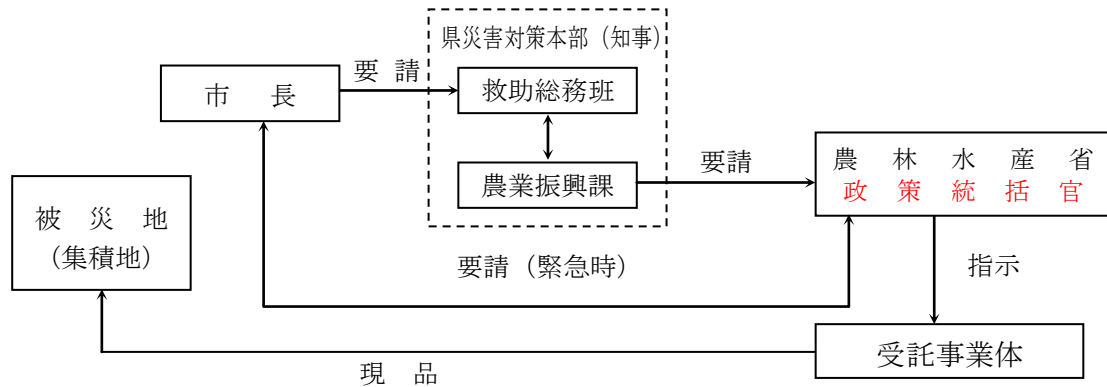 県災害対策本部（知事）
要 請
市 長
救助総務班
農業振興課
要請
農 林 水 産 省
政 策 統 括 官
被 災 地
（集積地）
要請（緊急時）
指示
受託事業体
現 品